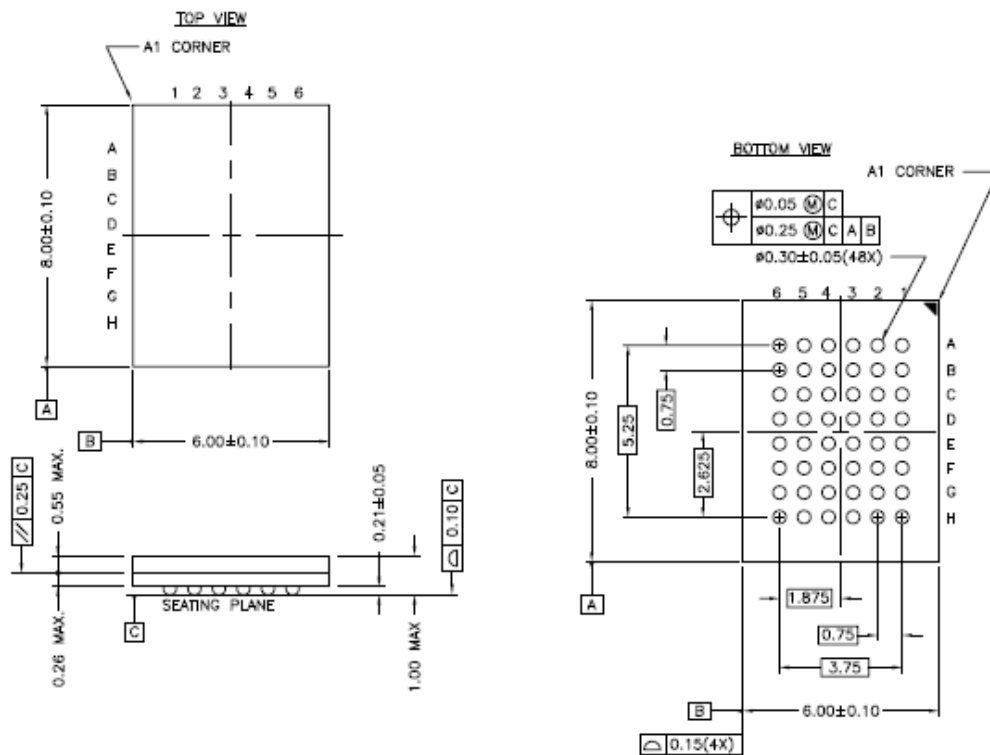 TOP VIEW
A1 CORNER
1 2 3 4 5 6
A
B
C
D
E
F
G
H
8.00±0.10
A
B
6.00±0.10
// 0.25 C
0.55 MAX.
0.26 MAX.
0.21±0.05
0.10 C
SEATING PLANE
C
1.00 MAX
BOTTOM VIEW
A1 CORNER
ø0.05 Ⓜ C
ø0.25 Ⓜ C A B
ø0.30±0.05(48X)
6 5 4 3 2 1
A
B
C
D
E
F
G
H
8.00±0.10
5.25
0.75
2.625
A
1.875
0.75
3.75
B
6.00±0.10
0.15(4X)